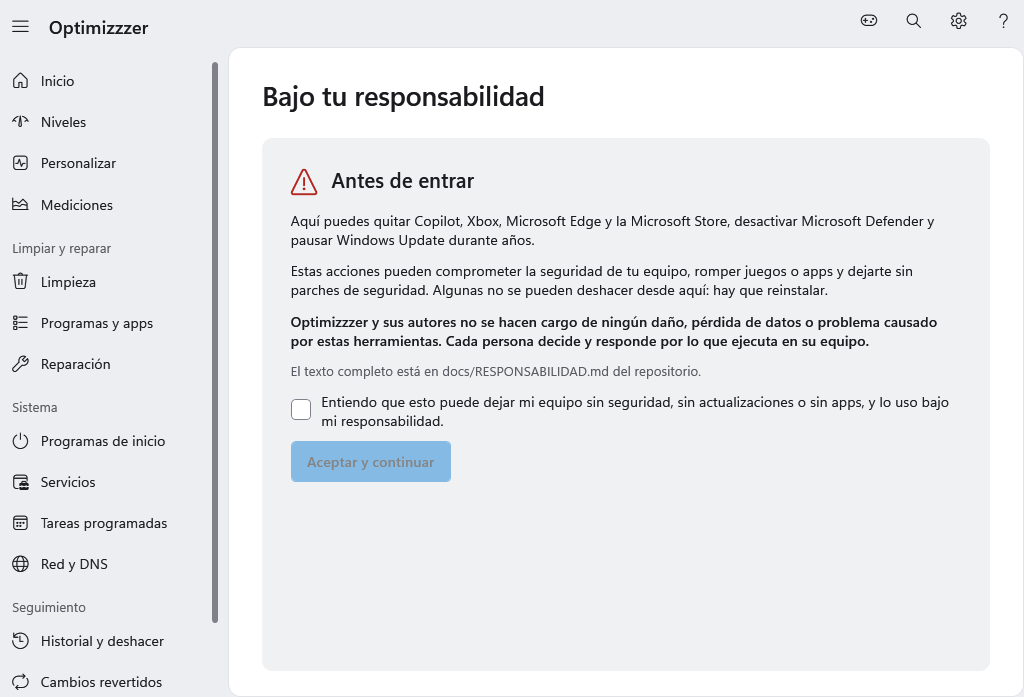 Optimizzzer
Inicio
Niveles
Personalizar
Mediciones
Limpiar y reparar
Limpieza
Programas y apps
Reparación
Sistema
Programas de inicio
Servicios
Tareas programadas
Red y DNS
Seguimiento
Historial y deshacer
Cambios revertidos
Bajo tu responsabilidad
Antes de entrar
Aquí puedes quitar Copilot, Xbox, Microsoft Edge y la Microsoft Store, desactivar Microsoft Defender y
pausar Windows Update durante años.
Estas acciones pueden comprometer la seguridad de tu equipo, romper juegos o apps y dejarte sin
parches de seguridad. Algunas no se pueden deshacer desde aquí: hay que reinstalar.
Optimizzzer y sus autores no se hacen cargo de ningún daño, pérdida de datos o problema causado
por estas herramientas. Cada persona decide y responde por lo que ejecuta en su equipo.
El texto completo está en docs/RESPONSABILIDAD.md del repositorio.
Entiendo que esto puede dejar mi equipo sin seguridad, sin actualizaciones o sin apps, y lo uso bajo
mi responsabilidad.
Aceptar y continuar